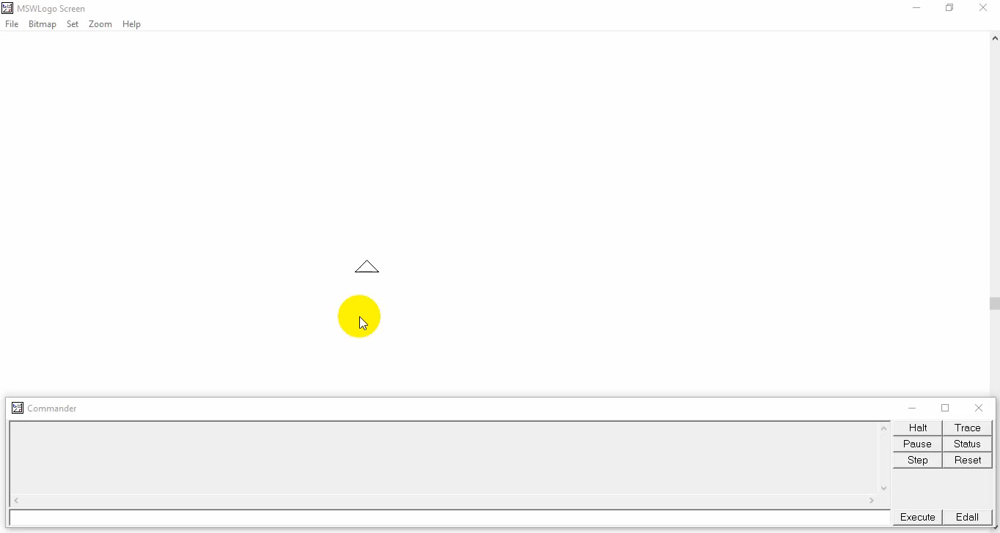 MSWLogo Screen
File Bitmap Set Zoom Help
Commander
Halt Trace
Pause Status
Step Reset
Execute Edall